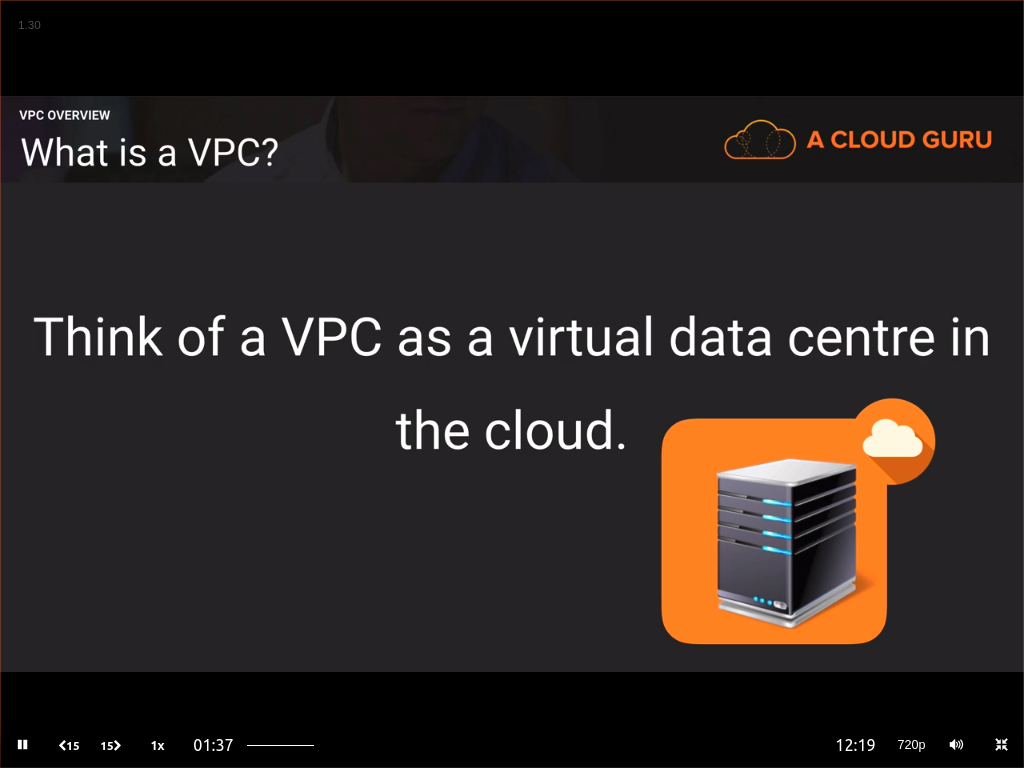 1.30
VPC OVERVIEW
What is a VPC?
A CLOUD GURU
Think of a VPC as a virtual data centre in
the cloud.
15
15
1x
01:37
12:19
720p